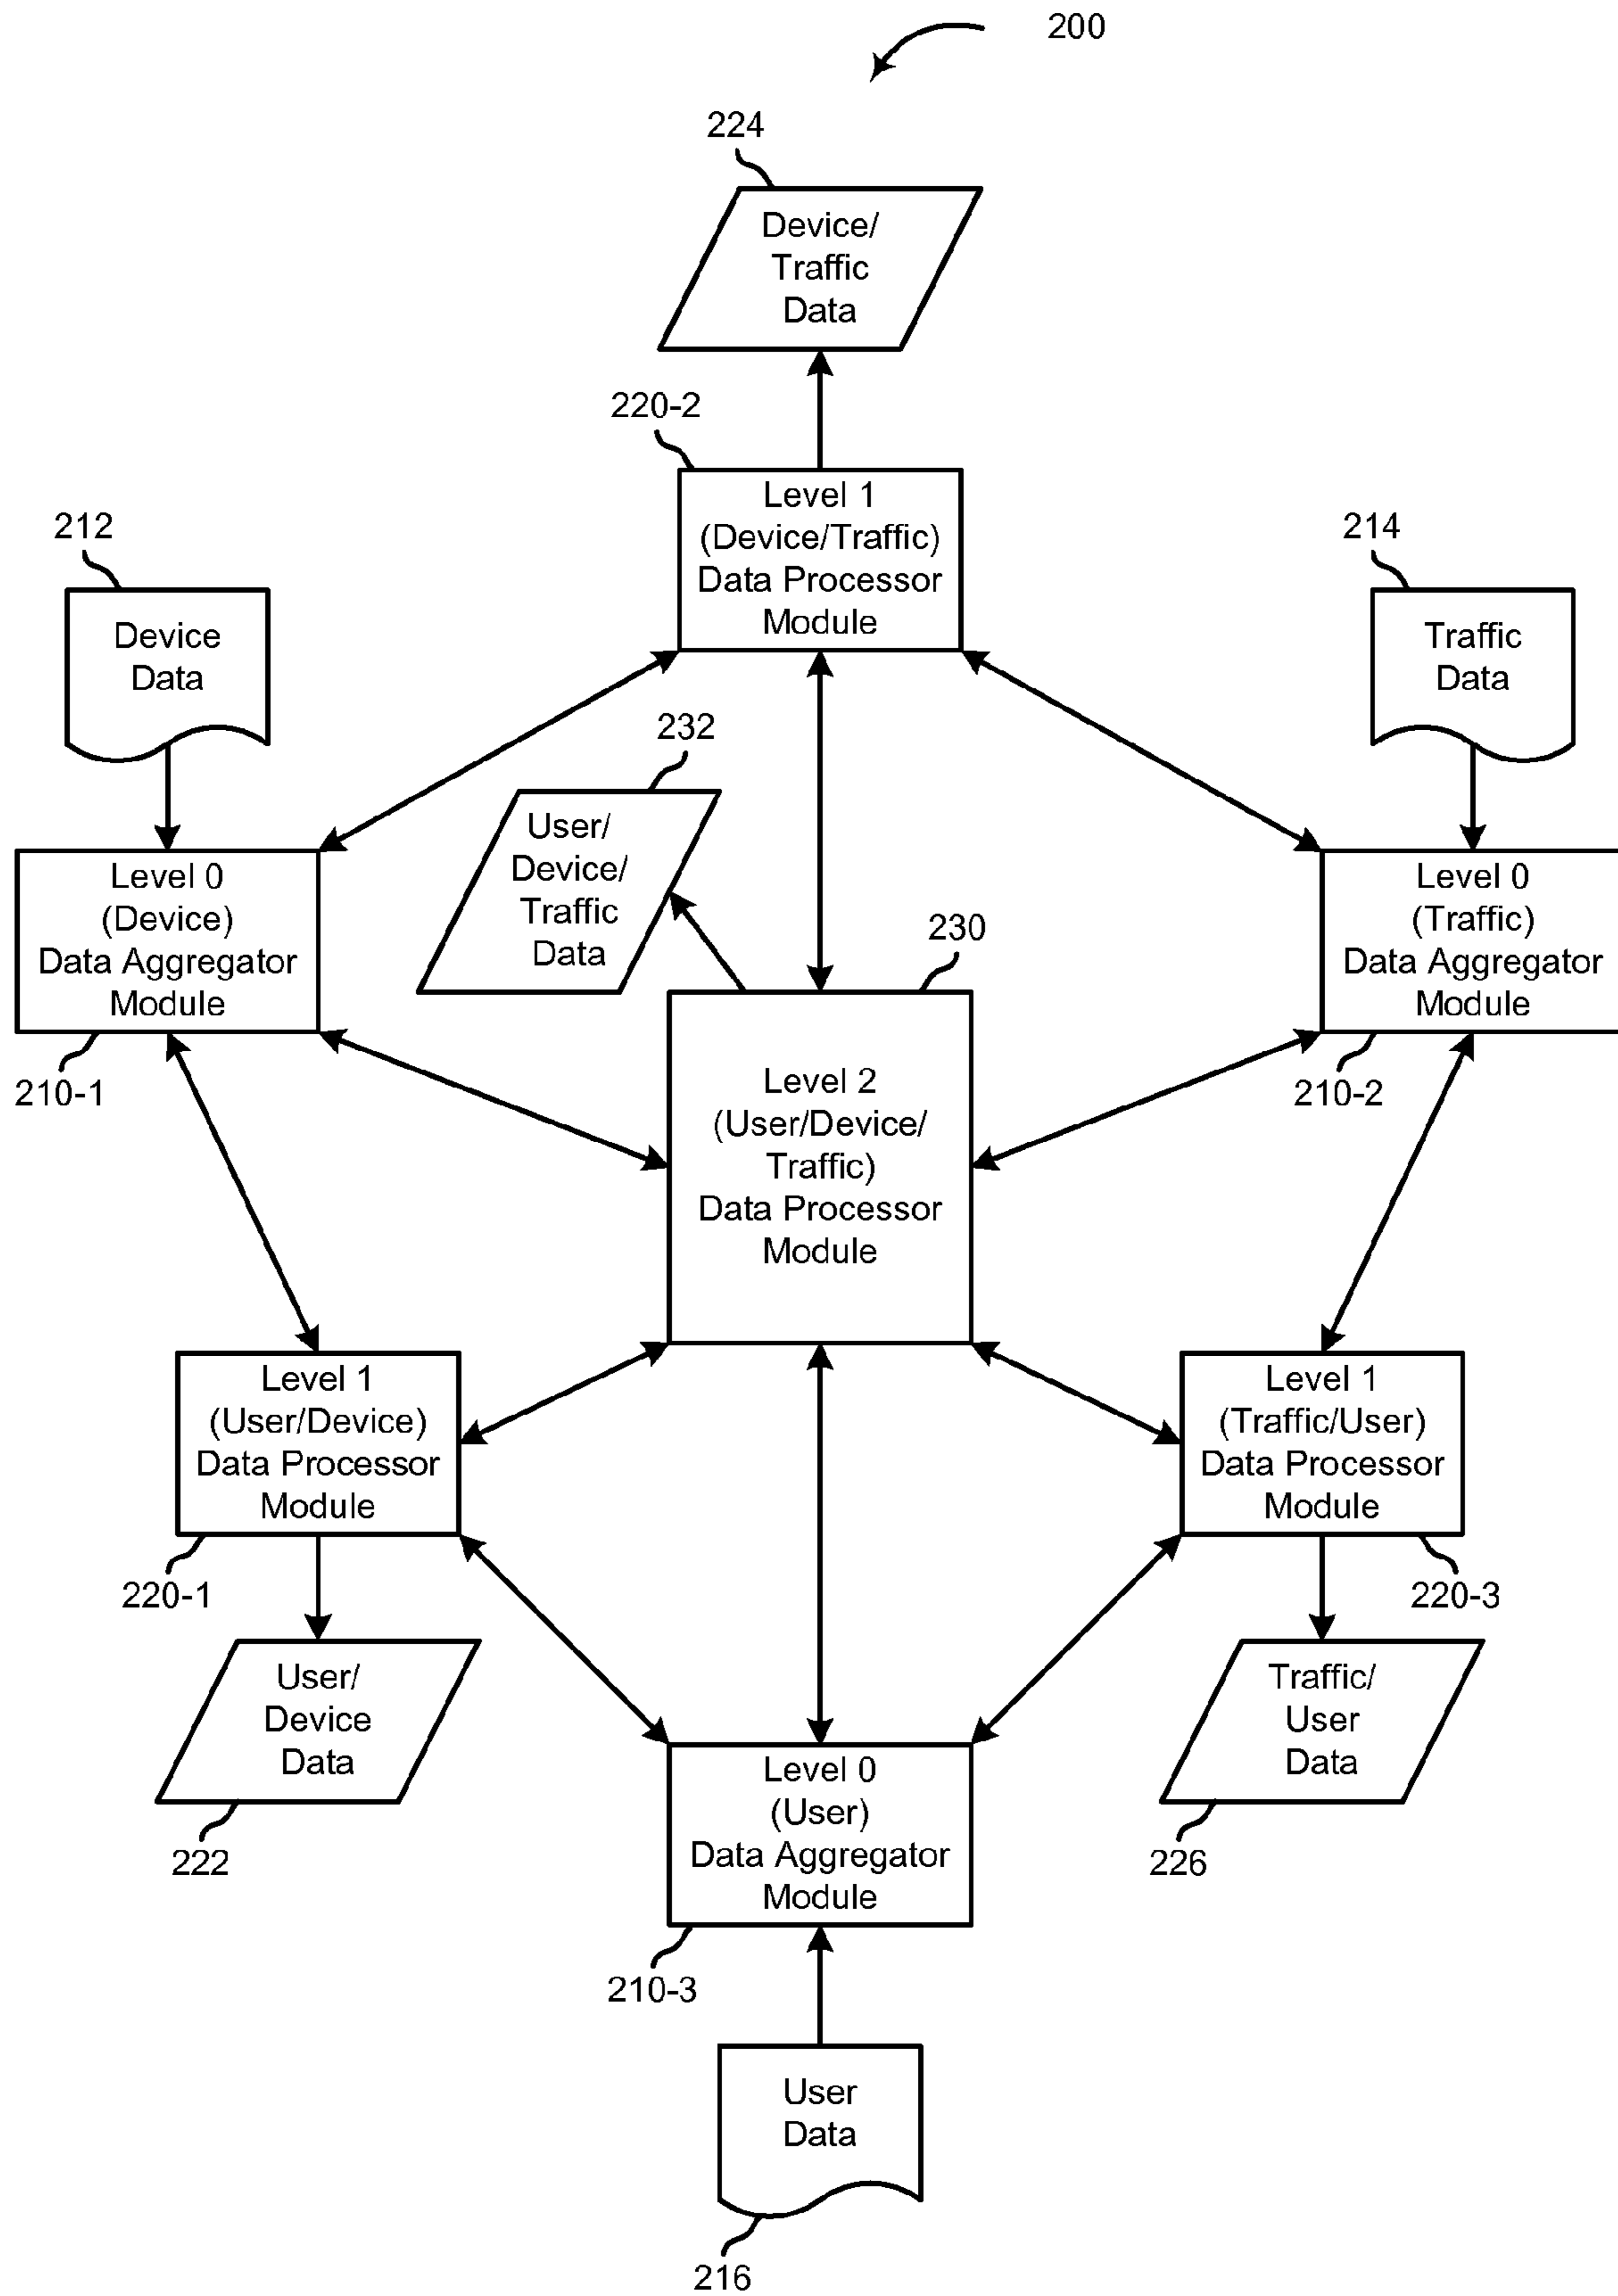 200
224
Device/
Traffic
Data
220-2
Level 1
(Device/Traffic)
Data Processor
Module
212
Device
Data
214
Traffic
Data
232
User/
Device/
Traffic
Data
Level 0
(Device)
Data Aggregator
Module
210-1
230
Level 2
(User/Device/
Traffic)
Data Processor
Module
Level 0
(Traffic)
Data Aggregator
Module
210-2
Level 1
(User/Device)
Data Processor
Module
220-1
User/
Device
Data
222
Level 1
(Traffic/User)
Data Processor
Module
220-3
Traffic/
User
Data
226
Level 0
(User)
Data Aggregator
Module
210-3
User
Data
216